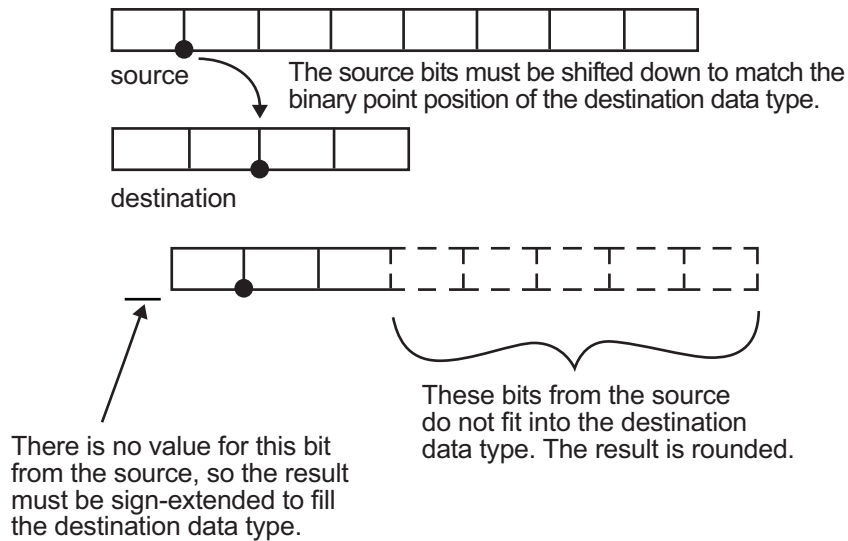 source
The source bits must be shifted down to match the
binary point position of the destination data type.
destination
These bits from the source
do not fit into the destination
data type. The result is rounded.
There is no value for this bit
from the source, so the result
must be sign-extended to fill
the destination data type.